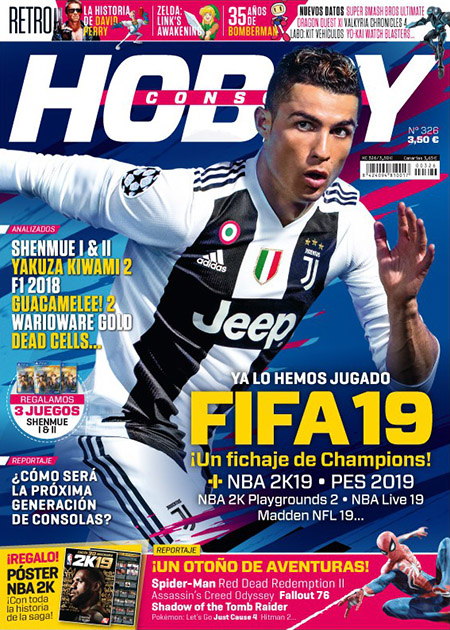 RETRO
LA HISTORIA
DE DAVID
PERRY
ZELDA:
LINK'S
AWAKENING
35 AÑOS
DE
BOMBERMAN
NUEVOS DATOS SUPER SMASH BROS ULTIMATE
DRAGON QUEST XI VALKYRIA CHRONICLES 4
LABO: KIT VEHÍCULOS YO-KAI WATCH BLASTERS...
HOBBY
CONSOLAS
Nº 326
3,50 €
8 424094 819017
00326
adidas
Jeep
ANALIZADOS
SHENMUE I & II
YAKUZA KIWAMI 2
F1 2018
GUACAMELEE! 2
WARIOWARE GOLD
DEAD CELLS...
REGALAMOS
3 JUEGOS
SHENMUE
I & II
REPORTAJE
¿CÓMO SERÁ
LA PRÓXIMA
GENERACIÓN
DE CONSOLAS?
YA LO HEMOS JUGADO
FIFA 19
¡Un fichaje de Champions!
+ NBA 2K19 • PES 2019
NBA 2K Playgrounds 2 • NBA Live 19
Madden NFL 19...
¡REGALO!
PÓSTER
NBA 2K
¡Con toda
la historia
de la saga!
2K19
REPORTAJE
¡UN OTOÑO DE AVENTURAS!
Spider-Man Red Dead Redemption II
Assassin's Creed Odyssey Fallout 76
Shadow of the Tomb Raider
Pokémon: Let's Go Just Cause 4 Hitman 2...